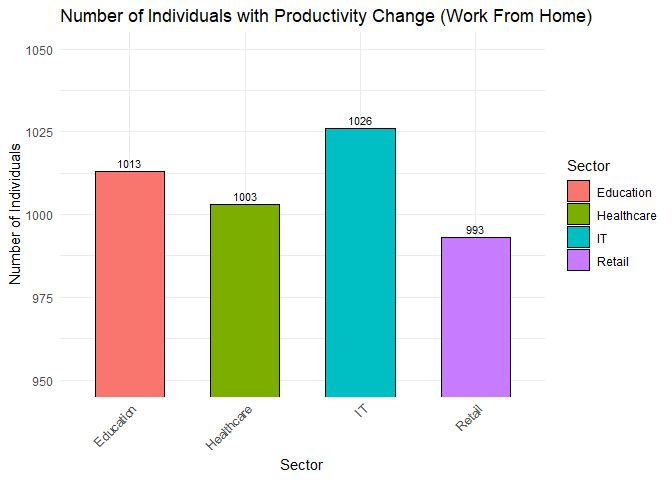 Number of Individuals with Productivity Change (Work From Home)
Number of Individuals
1050
1025
1000
975
950
1013
1003
1026
993
Education
Healthcare
IT
Retail
Sector
Sector
Education
Healthcare
IT
Retail